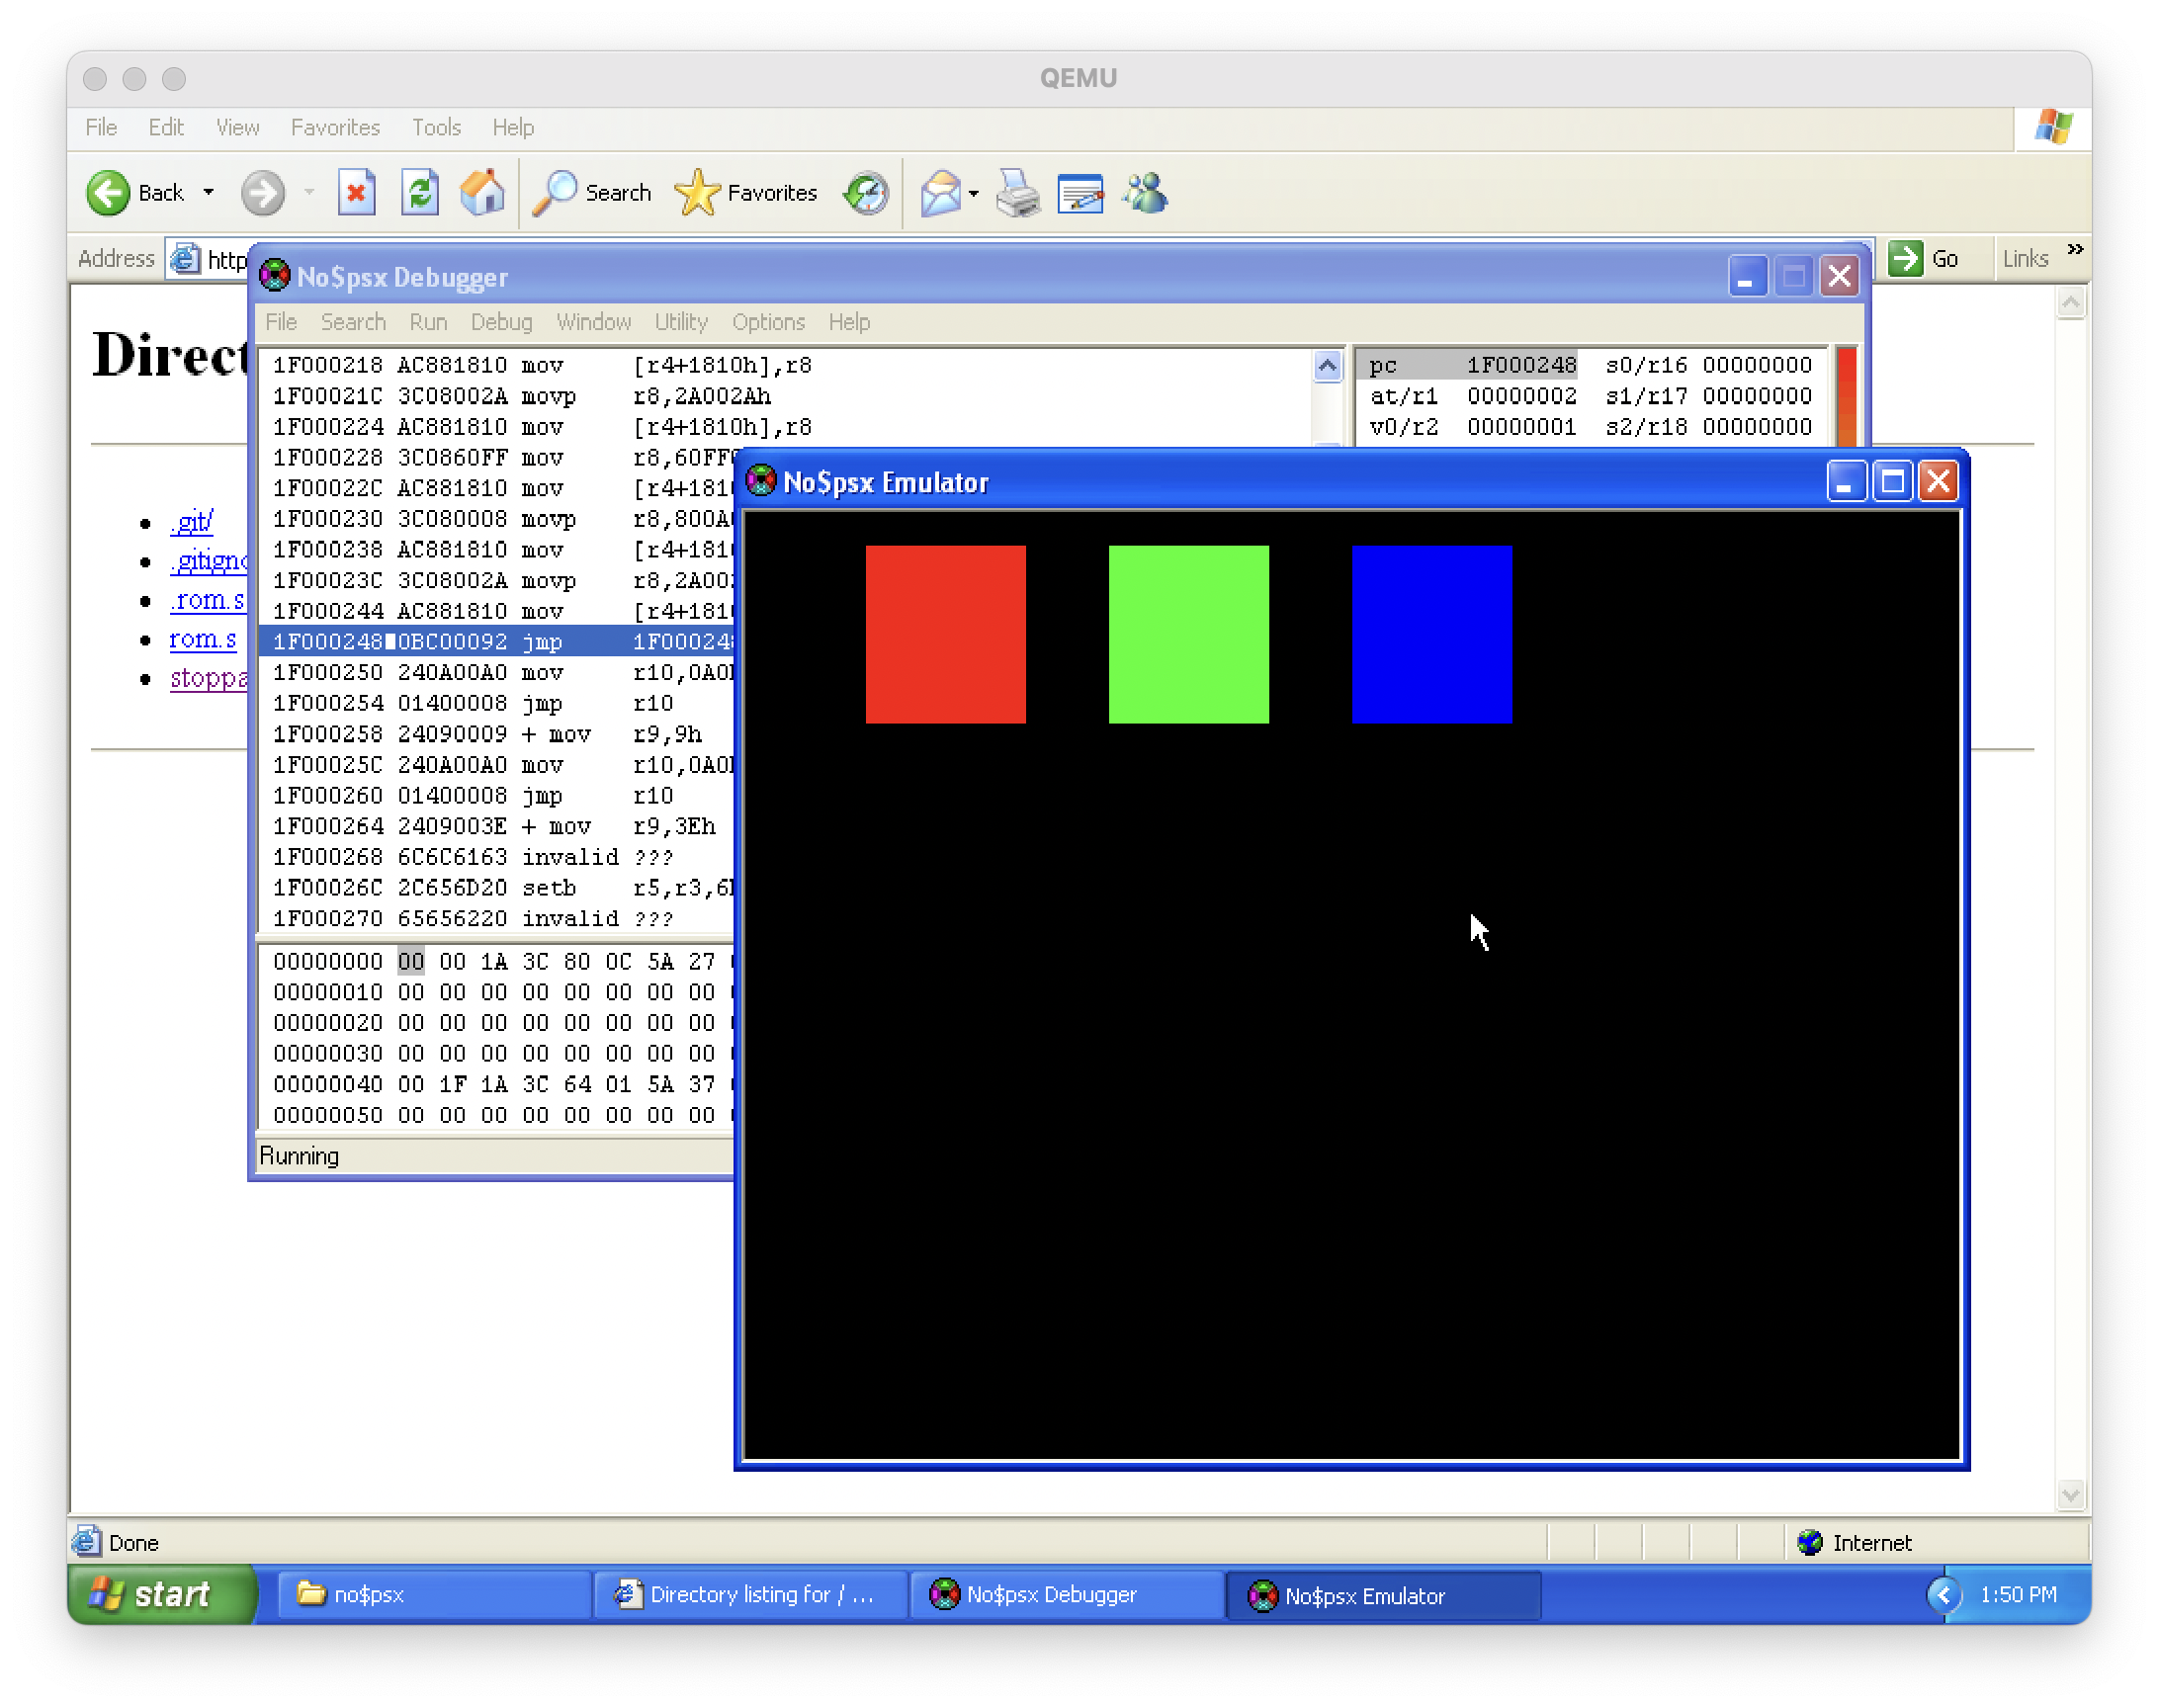 QEMU
File Edit View Favorites Tools Help
Back Search Favorites
Address http Go Links »
No$psx Debugger
File Search Run Debug Window Utility Options Help
Direct
.git/
.gitigno
.rom.s
rom.s
stoppa
1F000218 AC881810 mov [r4+1810h],r8
1F00021C 3C08002A movp r8,2A002Ah
1F000224 AC881810 mov [r4+1810h],r8
1F000228 3C0860FF mov r8,60FF
1F00022C AC881810 mov [r4+181
1F000230 3C080008 movp r8,800A
1F000238 AC881810 mov [r4+181
1F00023C 3C08002A movp r8,2A00
1F000244 AC881810 mov [r4+181
1F000248 0BC00092 jmp 1F00024
1F000250 240A00A0 mov r10,0A0
1F000254 01400008 jmp r10
1F000258 24090009 + mov r9,9h
1F00025C 240A00A0 mov r10,0A0
1F000260 01400008 jmp r10
1F000264 2409003E + mov r9,3Eh
1F000268 6C6C6163 invalid ???
1F00026C 2C656D20 setb r5,r3,6
1F000270 65656220 invalid ???
pc 1F000248 s0/r16 00000000
at/r1 00000002 s1/r17 00000000
v0/r2 00000001 s2/r18 00000000
00000000 00 00 1A 3C 80 0C 5A 27
00000010 00 00 00 00 00 00 00 00
00000020 00 00 00 00 00 00 00 00
00000030 00 00 00 00 00 00 00 00
00000040 00 1F 1A 3C 64 01 5A 37
00000050 00 00 00 00 00 00 00 00
Running
No$psx Emulator
Done Internet
start no$psx Directory listing for / ... No$psx Debugger No$psx Emulator 1:50 PM